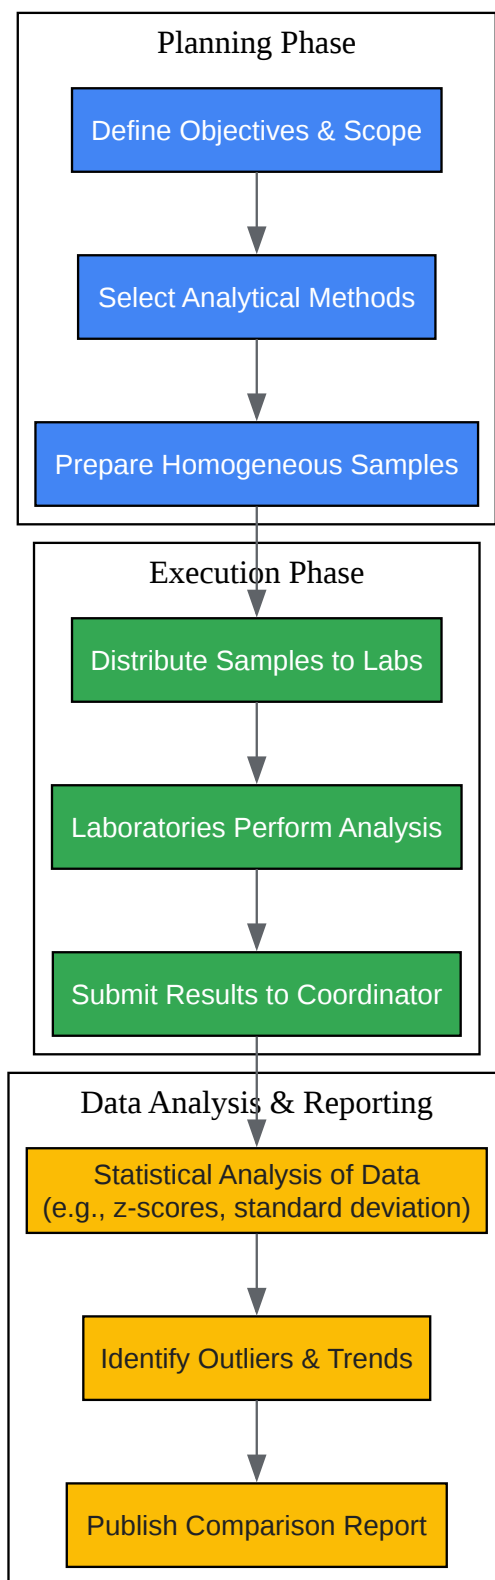 Planning Phase
Define Objectives & Scope
Select Analytical Methods
Prepare Homogeneous Samples
Execution Phase
Distribute Samples to Labs
Laboratories Perform Analysis
Submit Results to Coordinator
Data Analysis & Reporting
Statistical Analysis of Data
(e.g., z-scores, standard deviation)
Identify Outliers & Trends
Publish Comparison Report